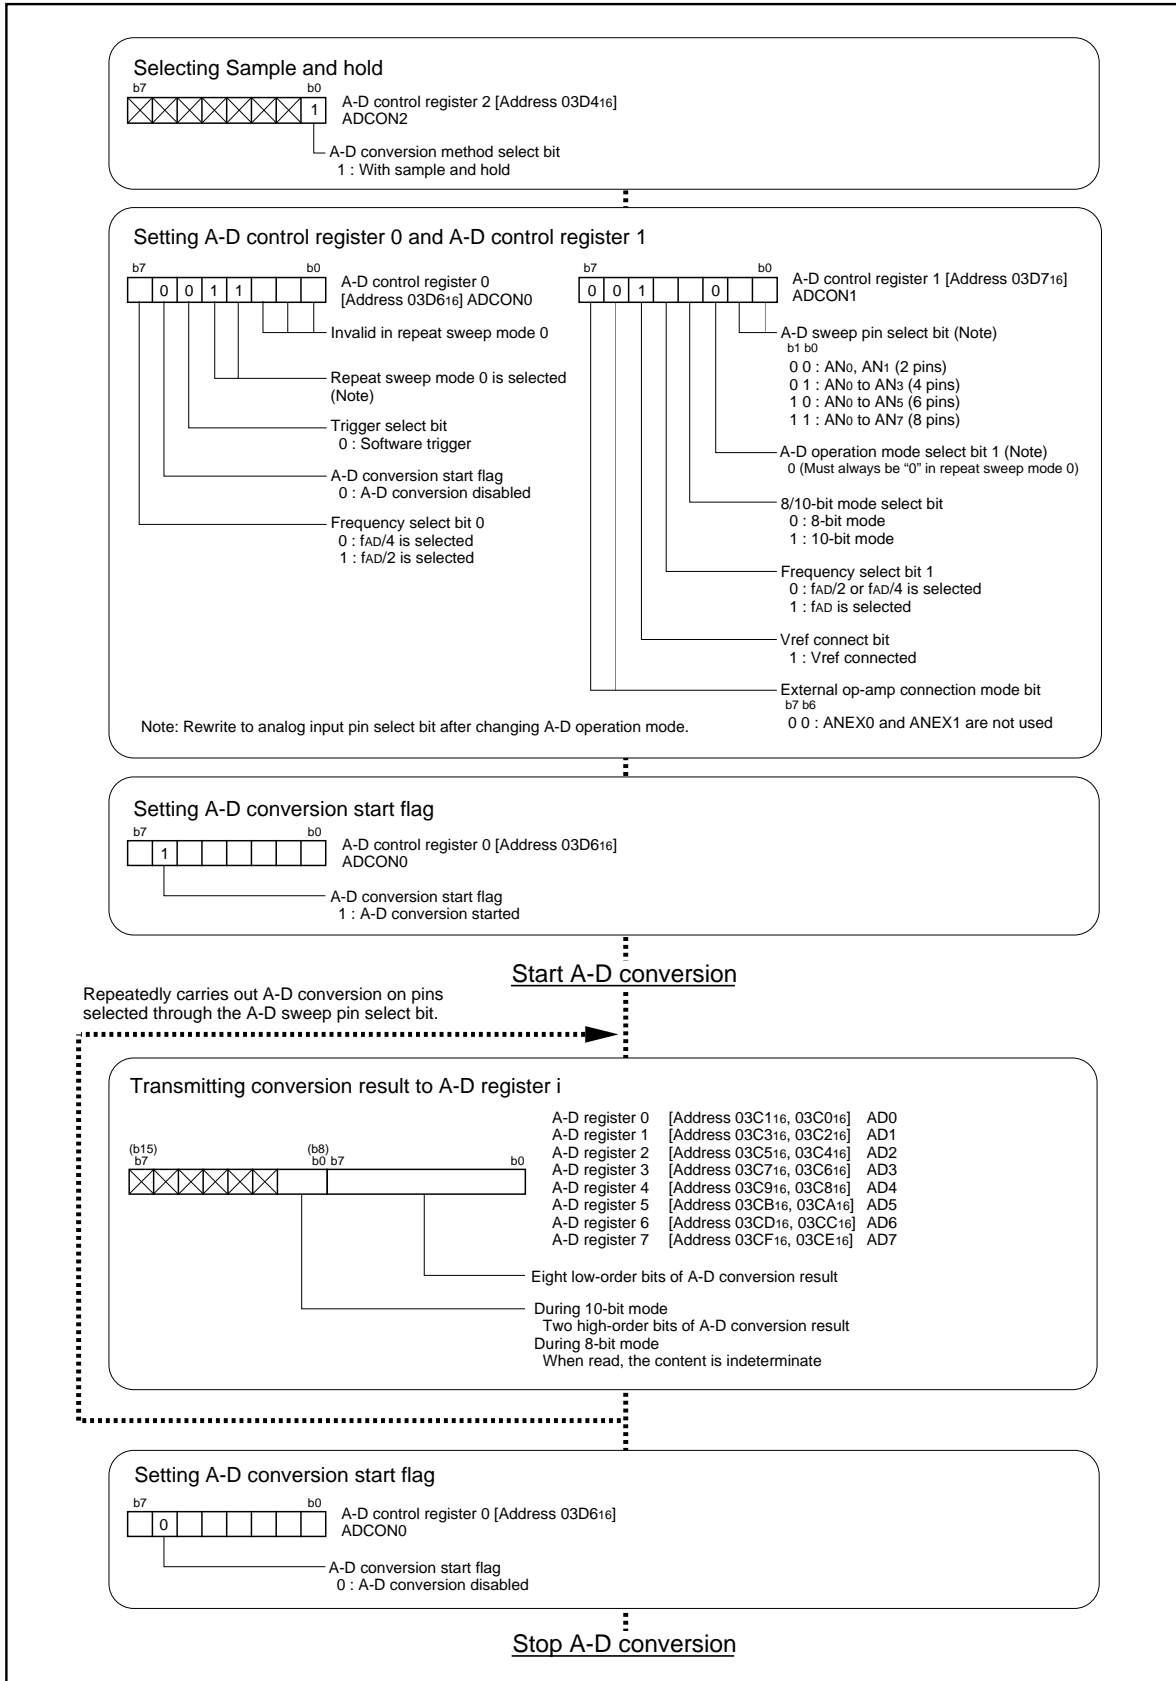 Selecting Sample and hold
b7 b0
1
A-D control register 2 [Address 03D416]
ADCON2
A-D conversion method select bit
1 : With sample and hold
Setting A-D control register 0 and A-D control register 1
b7 b0
0 0 1 1
A-D control register 0
[Address 03D616] ADCON0
Invalid in repeat sweep mode 0
Repeat sweep mode 0 is selected
(Note)
Trigger select bit
0 : Software trigger
A-D conversion start flag
0 : A-D conversion disabled
Frequency select bit 0
0 : fAD/4 is selected
1 : fAD/2 is selected
b7 b0
0 0 1 0
A-D control register 1 [Address 03D716]
ADCON1
A-D sweep pin select bit (Note)
b1 b0
0 0 : AN0, AN1 (2 pins)
0 1 : AN0 to AN3 (4 pins)
1 0 : AN0 to AN5 (6 pins)
1 1 : AN0 to AN7 (8 pins)
A-D operation mode select bit 1 (Note)
0 (Must always be “0” in repeat sweep mode 0)
8/10-bit mode select bit
0 : 8-bit mode
1 : 10-bit mode
Frequency select bit 1
0 : fAD/2 or fAD/4 is selected
1 : fAD is selected
Vref connect bit
1 : Vref connected
External op-amp connection mode bit
b7 b6
0 0 : ANEX0 and ANEX1 are not used
Note: Rewrite to analog input pin select bit after changing A-D operation mode.
Setting A-D conversion start flag
b7 b0
1
A-D control register 0 [Address 03D616]
ADCON0
A-D conversion start flag
1 : A-D conversion started
Start A-D conversion
Repeatedly carries out A-D conversion on pins
selected through the A-D sweep pin select bit.
Transmitting conversion result to A-D register i
A-D register 0 [Address 03C116, 03C016] AD0
A-D register 1 [Address 03C316, 03C216] AD1
A-D register 2 [Address 03C516, 03C416] AD2
A-D register 3 [Address 03C716, 03C616] AD3
A-D register 4 [Address 03C916, 03C816] AD4
A-D register 5 [Address 03CB16, 03CA16] AD5
A-D register 6 [Address 03CD16, 03CC16] AD6
A-D register 7 [Address 03CF16, 03CE16] AD7
(b15) (b8)
b7 b0 b7 b0
Eight low-order bits of A-D conversion result
During 10-bit mode
Two high-order bits of A-D conversion result
During 8-bit mode
When read, the content is indeterminate
Setting A-D conversion start flag
b7 b0
0
A-D control register 0 [Address 03D616]
ADCON0
A-D conversion start flag
0 : A-D conversion disabled
Stop A-D conversion